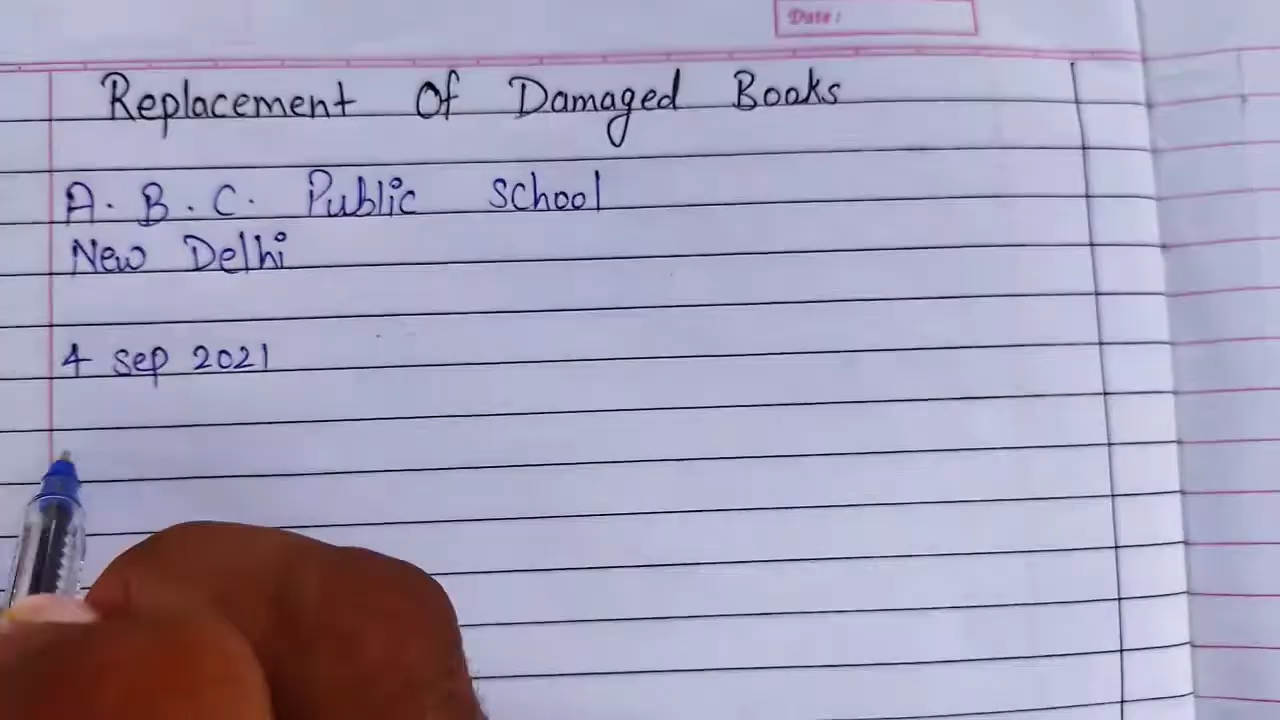 Date:
Replacement Of Damaged Books
A. B. C. Public School
New Delhi
4 sep 2021